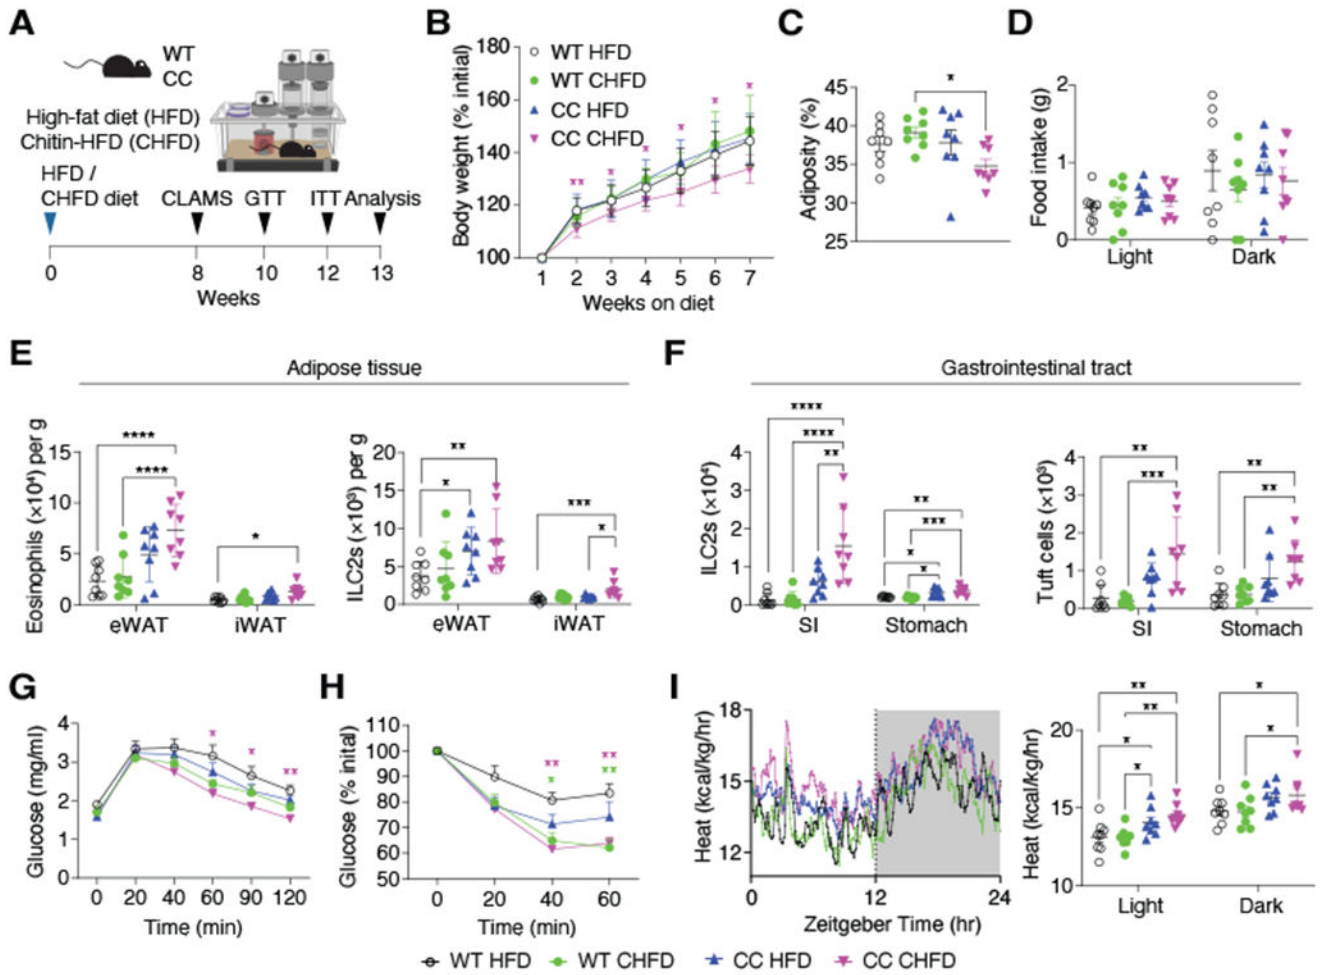 A
WT
CC
High-fat diet (HFD)
Chitin-HFD (CHFD)
HFD /
CHFD diet
CLAMS
GTT
ITT
Analysis
0
8
10
12
13
Weeks
B
Body weight (% initial)
180
160
140
120
100
WT HFD
WT CHFD
CC HFD
CC CHFD
**
*
*
*
*
*
1
2
3
4
5
6
7
Weeks on diet
C
Adiposity (%)
45
40
35
30
25
*
D
Food intake (g)
2
1
0
Light
Dark
E
Adipose tissue
Eosinophils (×10⁴) per g
15
10
5
0
****
****
*
eWAT
iWAT
ILC2s (×10³) per g
20
15
10
5
0
**
*
***
*
eWAT
iWAT
F
Gastrointestinal tract
ILC2s (×10⁴)
4
3
2
1
0
****
****
**
**
***
*
*
SI
Stomach
Tuft cells (×10³)
4
3
2
1
0
**
***
**
**
SI
Stomach
G
Glucose (mg/ml)
4
3
2
1
0
*
*
**
0
20
40
60
90
120
Time (min)
H
Glucose (% inital)
110
100
90
80
70
60
50
**
*
**
**
0
20
40
60
Time (min)
I
Heat (kcal/kg/hr)
18
15
12
0
12
24
Zeitgeber Time (hr)
Heat (kcal/kg/hr)
20
15
10
**
**
*
*
*
*
Light
Dark
WT HFD
WT CHFD
CC HFD
CC CHFD